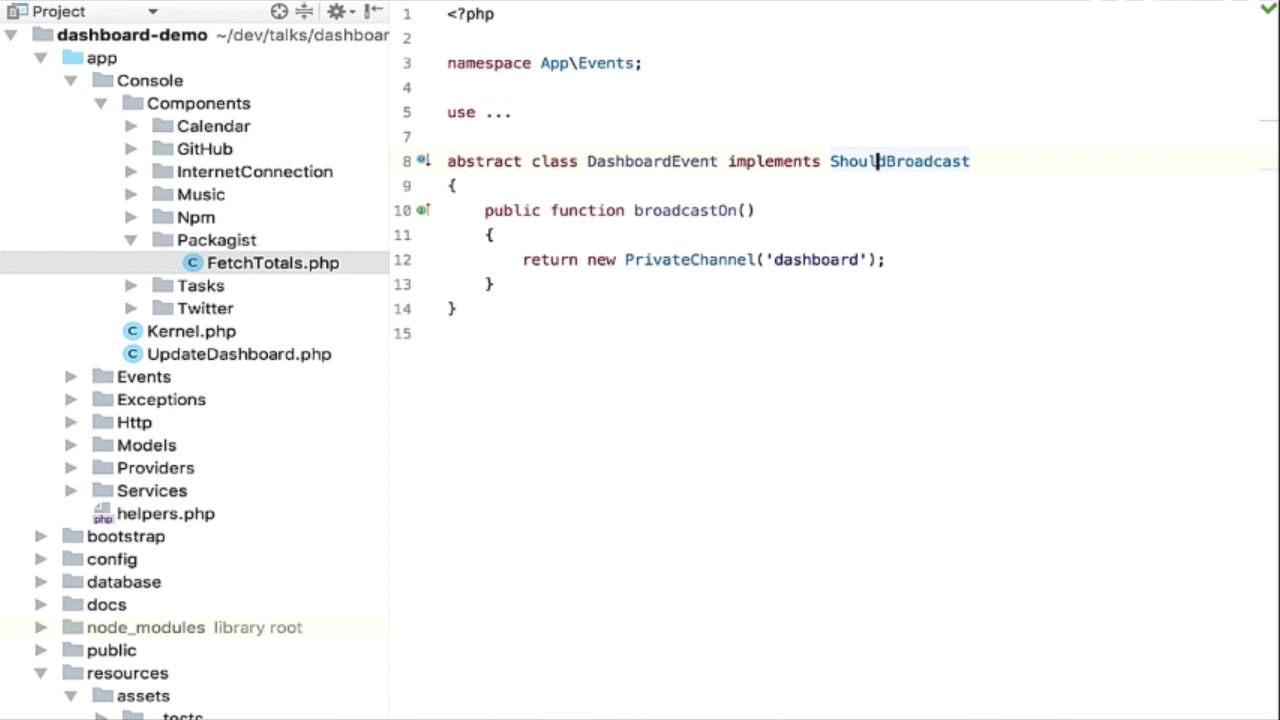 Project
dashboard-demo ~/dev/talks/dashboar
app
Console
Components
Calendar
GitHub
InternetConnection
Music
Npm
Packagist
C FetchTotals.php
Tasks
Twitter
C Kernel.php
C UpdateDashboard.php
Events
Exceptions
Http
Models
Providers
Services
php helpers.php
bootstrap
config
database
docs
node_modules library root
public
resources
assets
tests
1 <?php
2
3 namespace App\Events;
4
5 use ...
7
8 abstract class DashboardEvent implements ShouldBroadcast
9 {
10 public function broadcastOn()
11 {
12 return new PrivateChannel('dashboard');
13 }
14 }
15